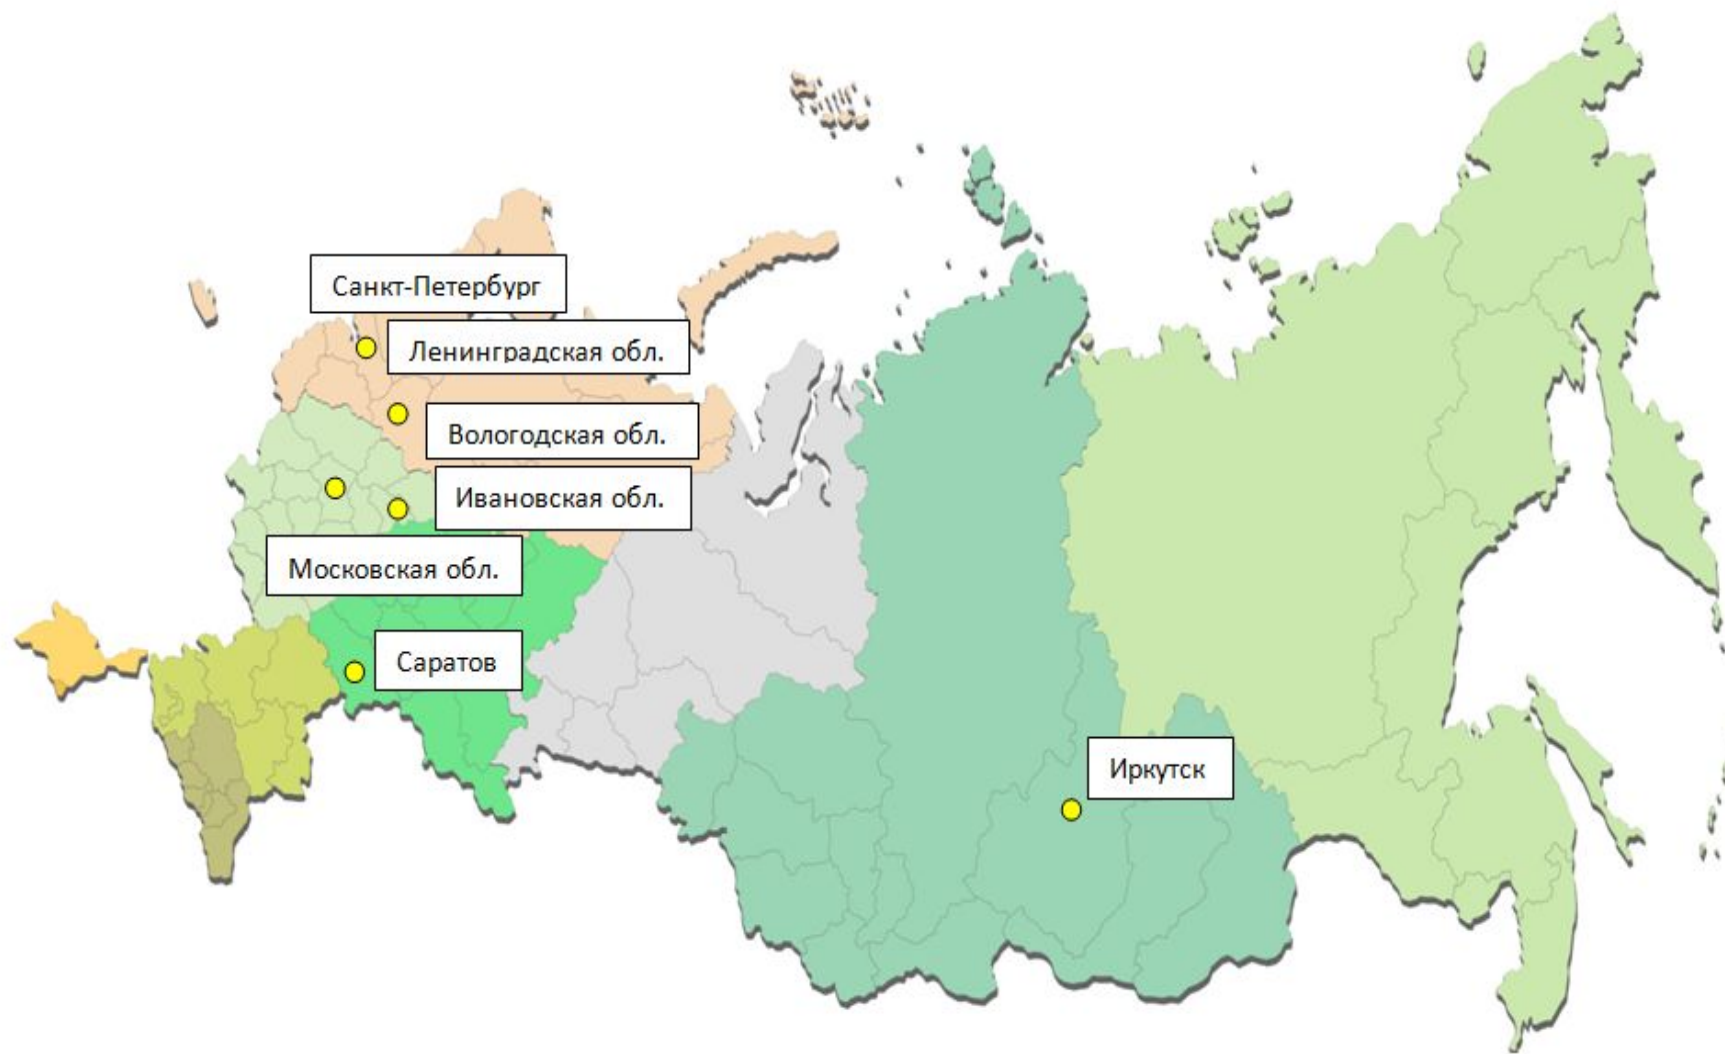 Санкт-Петербург
Ленинградская обл.
Вологодская обл.
Ивановская обл.
Московская обл.
Саратов
Иркутск